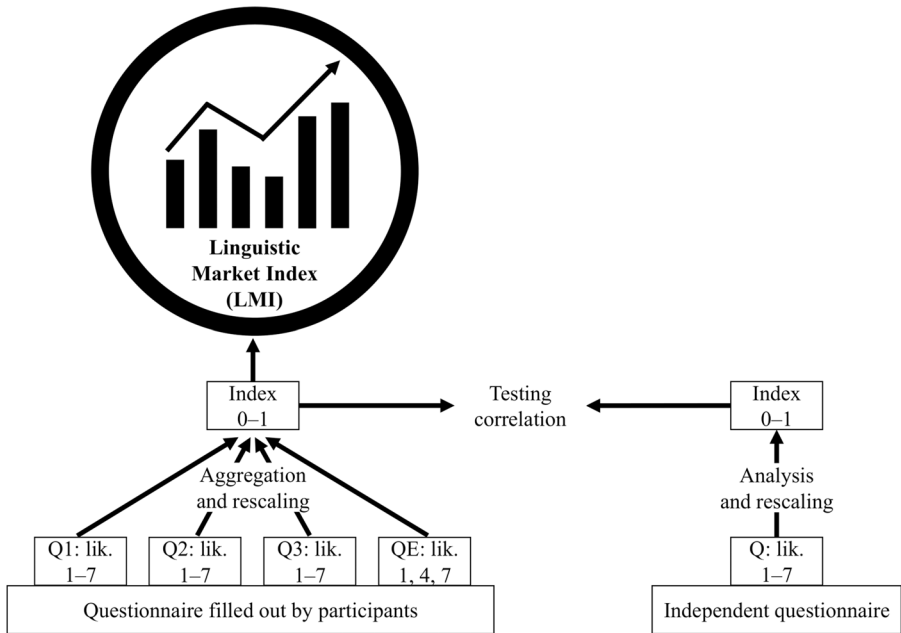 Linguistic
Market Index
(LMI)
Index
0–1
Testing
correlation
Index
0–1
Aggregation
and rescaling
Analysis
and rescaling
Q1: lik.
1–7
Q2: lik.
1–7
Q3: lik.
1–7
QE: lik.
1, 4, 7
Q: lik.
1–7
Questionnaire filled out by participants
Independent questionnaire